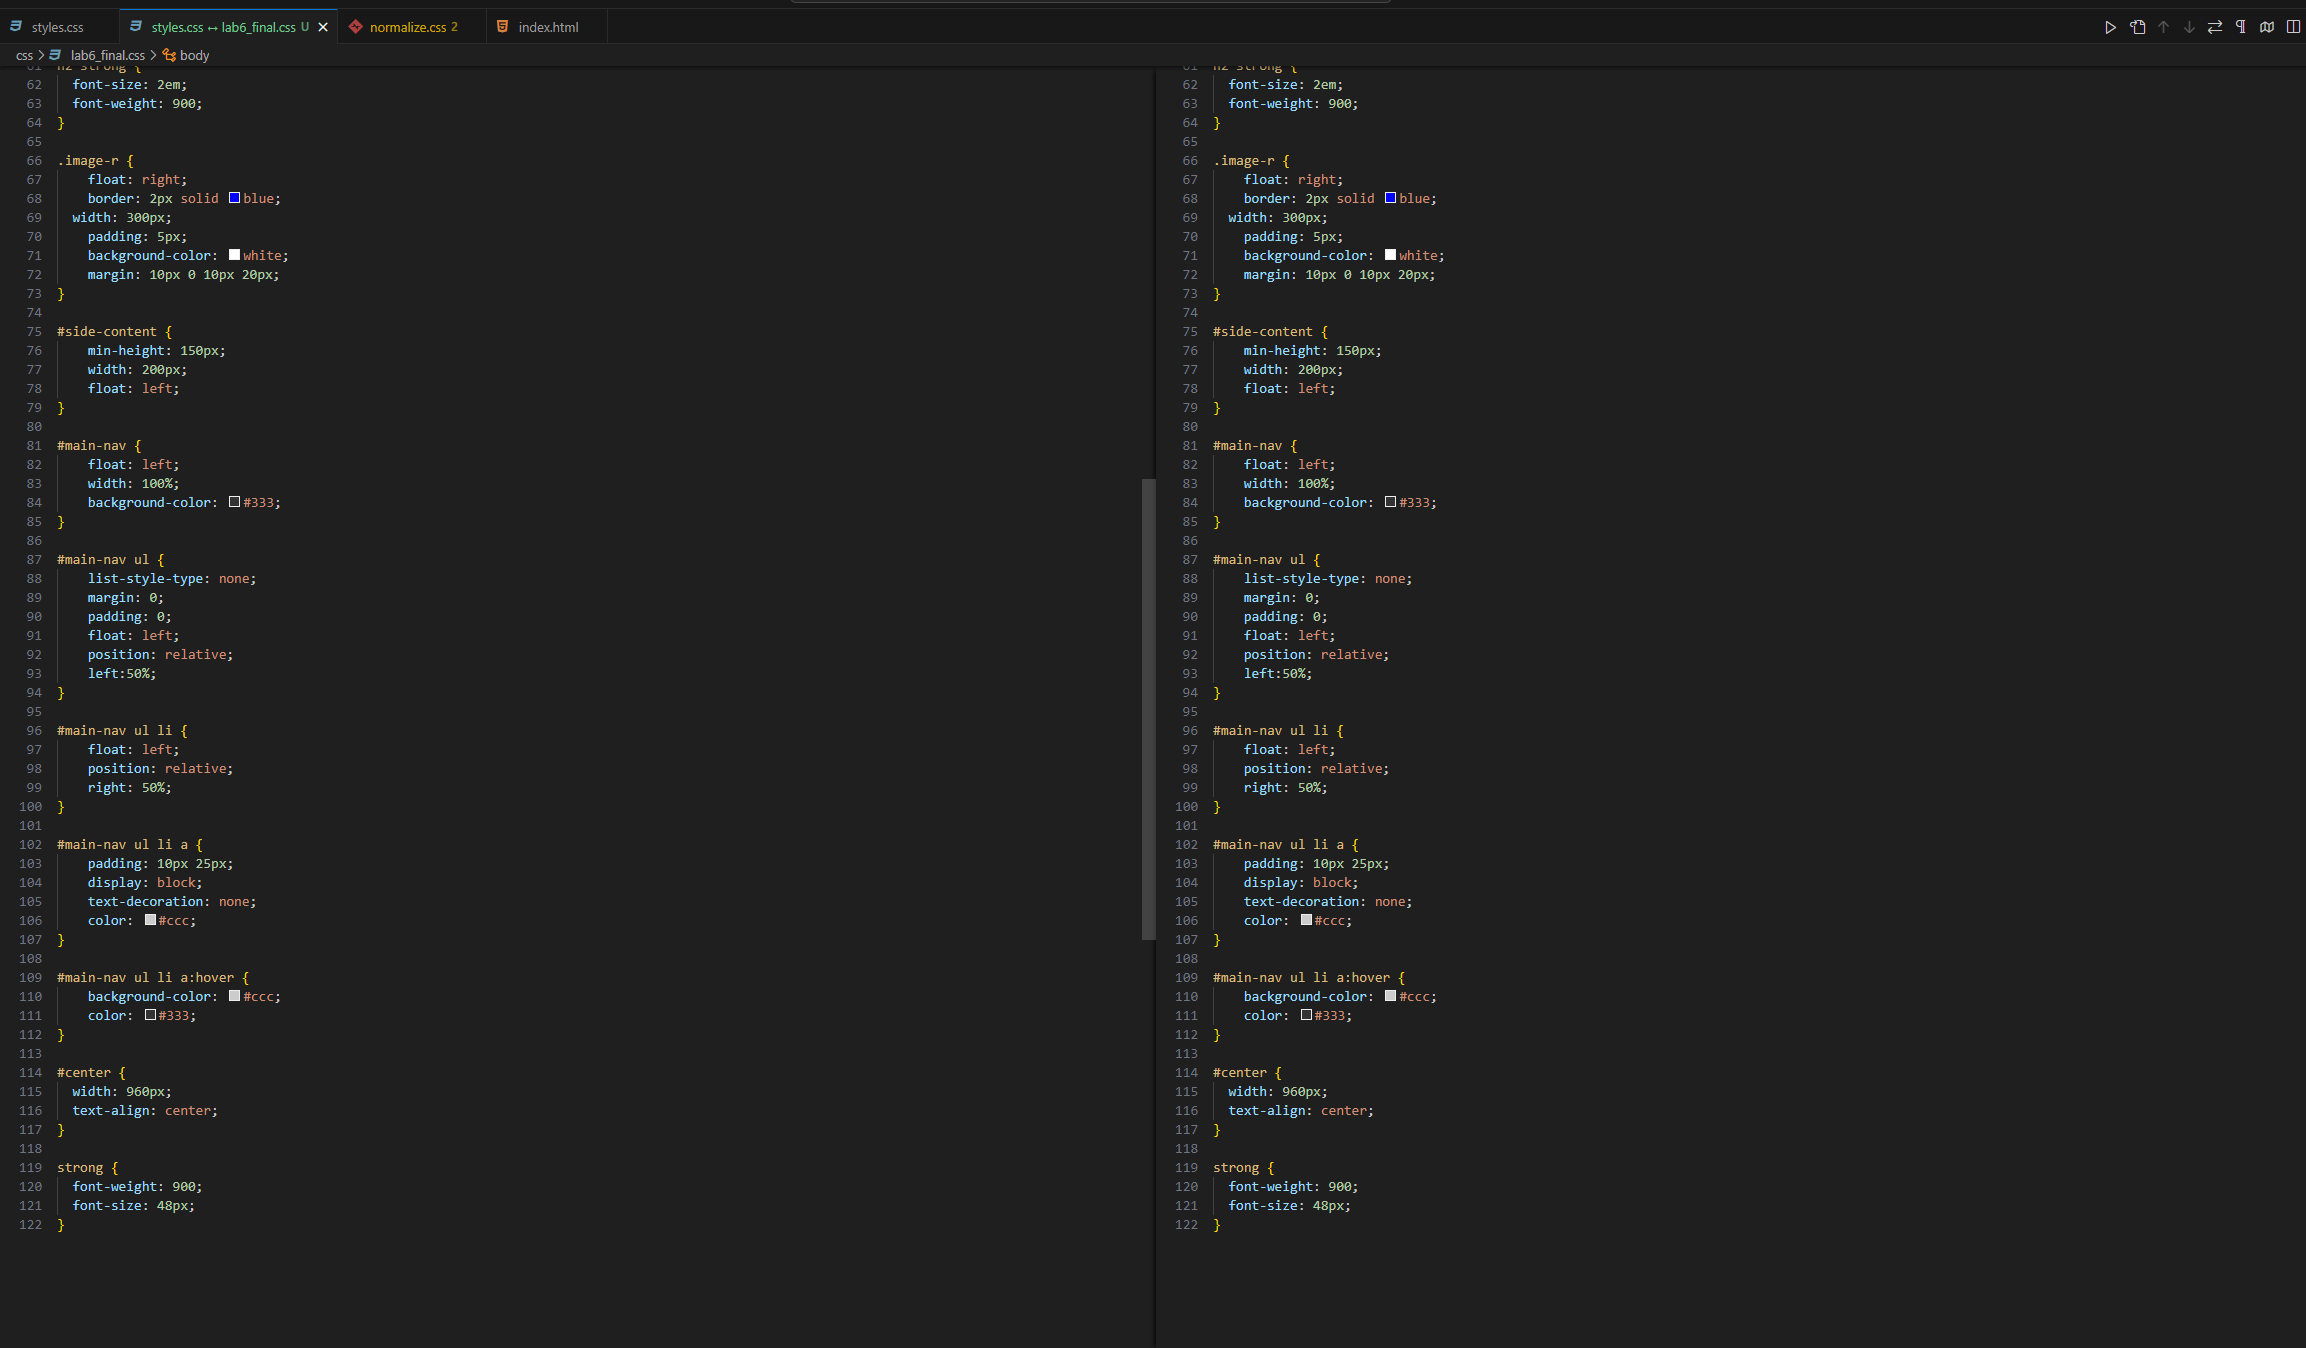 styles.css
styles.css ↔ lab6_final.css U
normalize.css 2
index.html
css > lab6_final.css > body
61 h2 strong {
62 font-size: 2em;
63 font-weight: 900;
64 }
65
66 .image-r {
67 float: right;
68 border: 2px solid blue;
69 width: 300px;
70 padding: 5px;
71 background-color: white;
72 margin: 10px 0 10px 20px;
73 }
74
75 #side-content {
76 min-height: 150px;
77 width: 200px;
78 float: left;
79 }
80
81 #main-nav {
82 float: left;
83 width: 100%;
84 background-color: #333;
85 }
86
87 #main-nav ul {
88 list-style-type: none;
89 margin: 0;
90 padding: 0;
91 float: left;
92 position: relative;
93 left:50%;
94 }
95
96 #main-nav ul li {
97 float: left;
98 position: relative;
99 right: 50%;
100 }
101
102 #main-nav ul li a {
103 padding: 10px 25px;
104 display: block;
105 text-decoration: none;
106 color: #ccc;
107 }
108
109 #main-nav ul li a:hover {
110 background-color: #ccc;
111 color: #333;
112 }
113
114 #center {
115 width: 960px;
116 text-align: center;
117 }
118
119 strong {
120 font-weight: 900;
121 font-size: 48px;
122 }
61 h2 strong {
62 font-size: 2em;
63 font-weight: 900;
64 }
65
66 .image-r {
67 float: right;
68 border: 2px solid blue;
69 width: 300px;
70 padding: 5px;
71 background-color: white;
72 margin: 10px 0 10px 20px;
73 }
74
75 #side-content {
76 min-height: 150px;
77 width: 200px;
78 float: left;
79 }
80
81 #main-nav {
82 float: left;
83 width: 100%;
84 background-color: #333;
85 }
86
87 #main-nav ul {
88 list-style-type: none;
89 margin: 0;
90 padding: 0;
91 float: left;
92 position: relative;
93 left:50%;
94 }
95
96 #main-nav ul li {
97 float: left;
98 position: relative;
99 right: 50%;
100 }
101
102 #main-nav ul li a {
103 padding: 10px 25px;
104 display: block;
105 text-decoration: none;
106 color: #ccc;
107 }
108
109 #main-nav ul li a:hover {
110 background-color: #ccc;
111 color: #333;
112 }
113
114 #center {
115 width: 960px;
116 text-align: center;
117 }
118
119 strong {
120 font-weight: 900;
121 font-size: 48px;
122 }